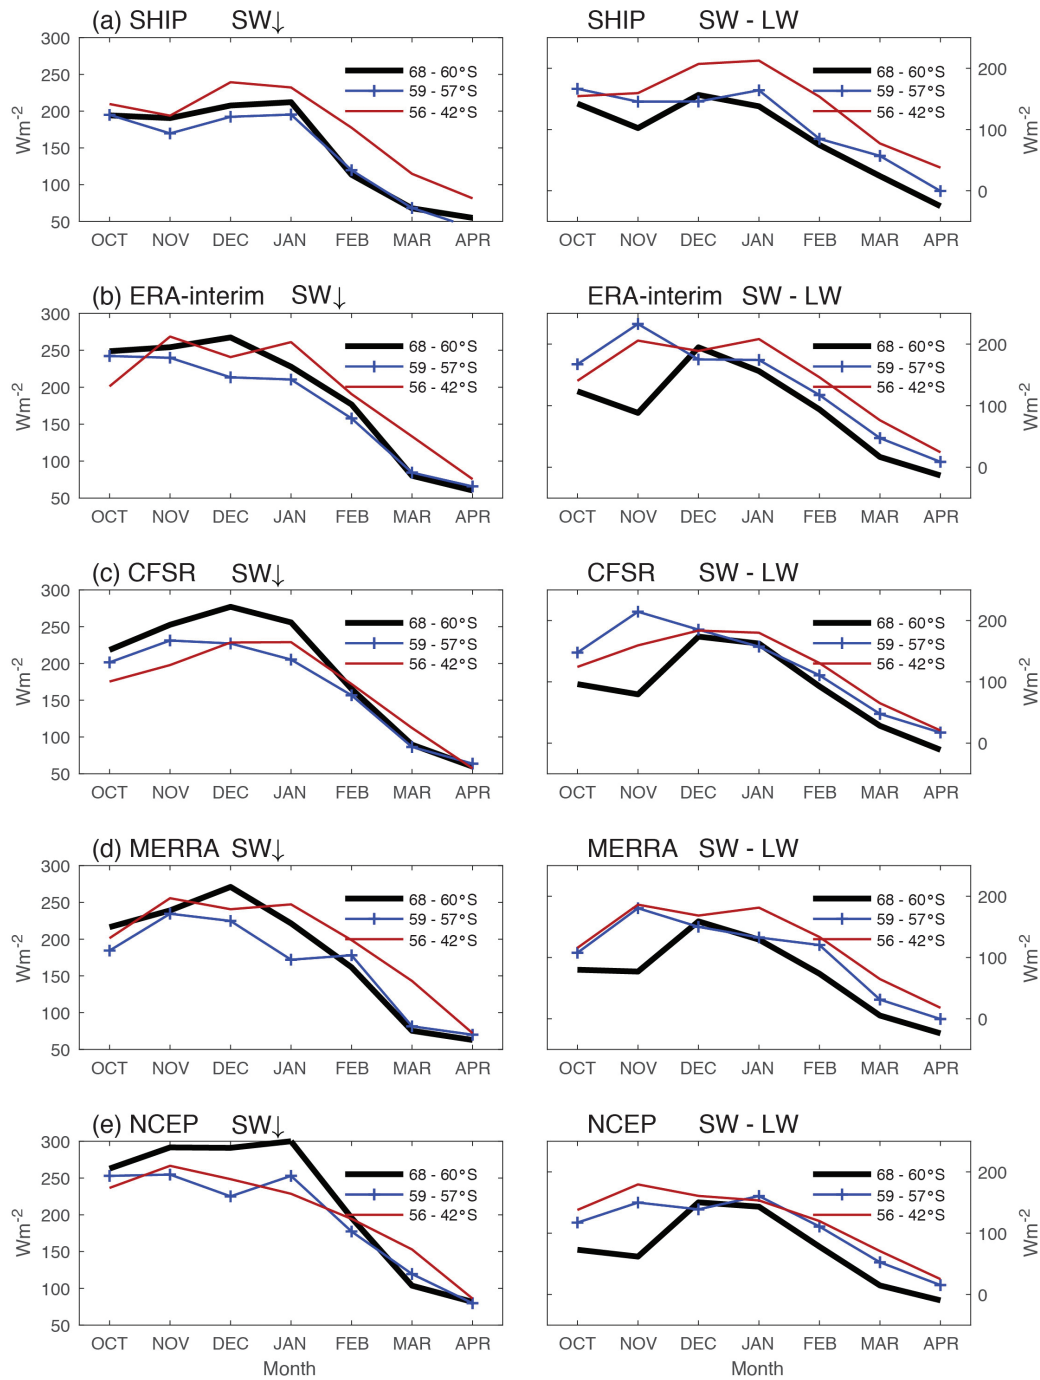 (a) SHIP SW↓
300
250
200
150
100
50
Wm-2
68 - 60°S
59 - 57°S
56 - 42°S
OCT NOV DEC JAN FEB MAR APR
SHIP SW - LW
200
100
0
Wm-2
68 - 60°S
59 - 57°S
56 - 42°S
OCT NOV DEC JAN FEB MAR APR
(b) ERA-interim SW↓
300
250
200
150
100
50
Wm-2
68 - 60°S
59 - 57°S
56 - 42°S
OCT NOV DEC JAN FEB MAR APR
ERA-interim SW - LW
200
100
0
Wm-2
68 - 60°S
59 - 57°S
56 - 42°S
OCT NOV DEC JAN FEB MAR APR
(c) CFSR SW↓
300
250
200
150
100
50
Wm-2
68 - 60°S
59 - 57°S
56 - 42°S
OCT NOV DEC JAN FEB MAR APR
CFSR SW - LW
200
100
0
Wm-2
68 - 60°S
59 - 57°S
56 - 42°S
OCT NOV DEC JAN FEB MAR APR
(d) MERRA SW↓
300
250
200
150
100
50
Wm-2
68 - 60°S
59 - 57°S
56 - 42°S
OCT NOV DEC JAN FEB MAR APR
MERRA SW - LW
200
100
0
Wm-2
68 - 60°S
59 - 57°S
56 - 42°S
OCT NOV DEC JAN FEB MAR APR
(e) NCEP SW↓
300
250
200
150
100
50
Wm-2
68 - 60°S
59 - 57°S
56 - 42°S
OCT NOV DEC JAN FEB MAR APR
Month
NCEP SW - LW
200
100
0
Wm-2
68 - 60°S
59 - 57°S
56 - 42°S
OCT NOV DEC JAN FEB MAR APR
Month